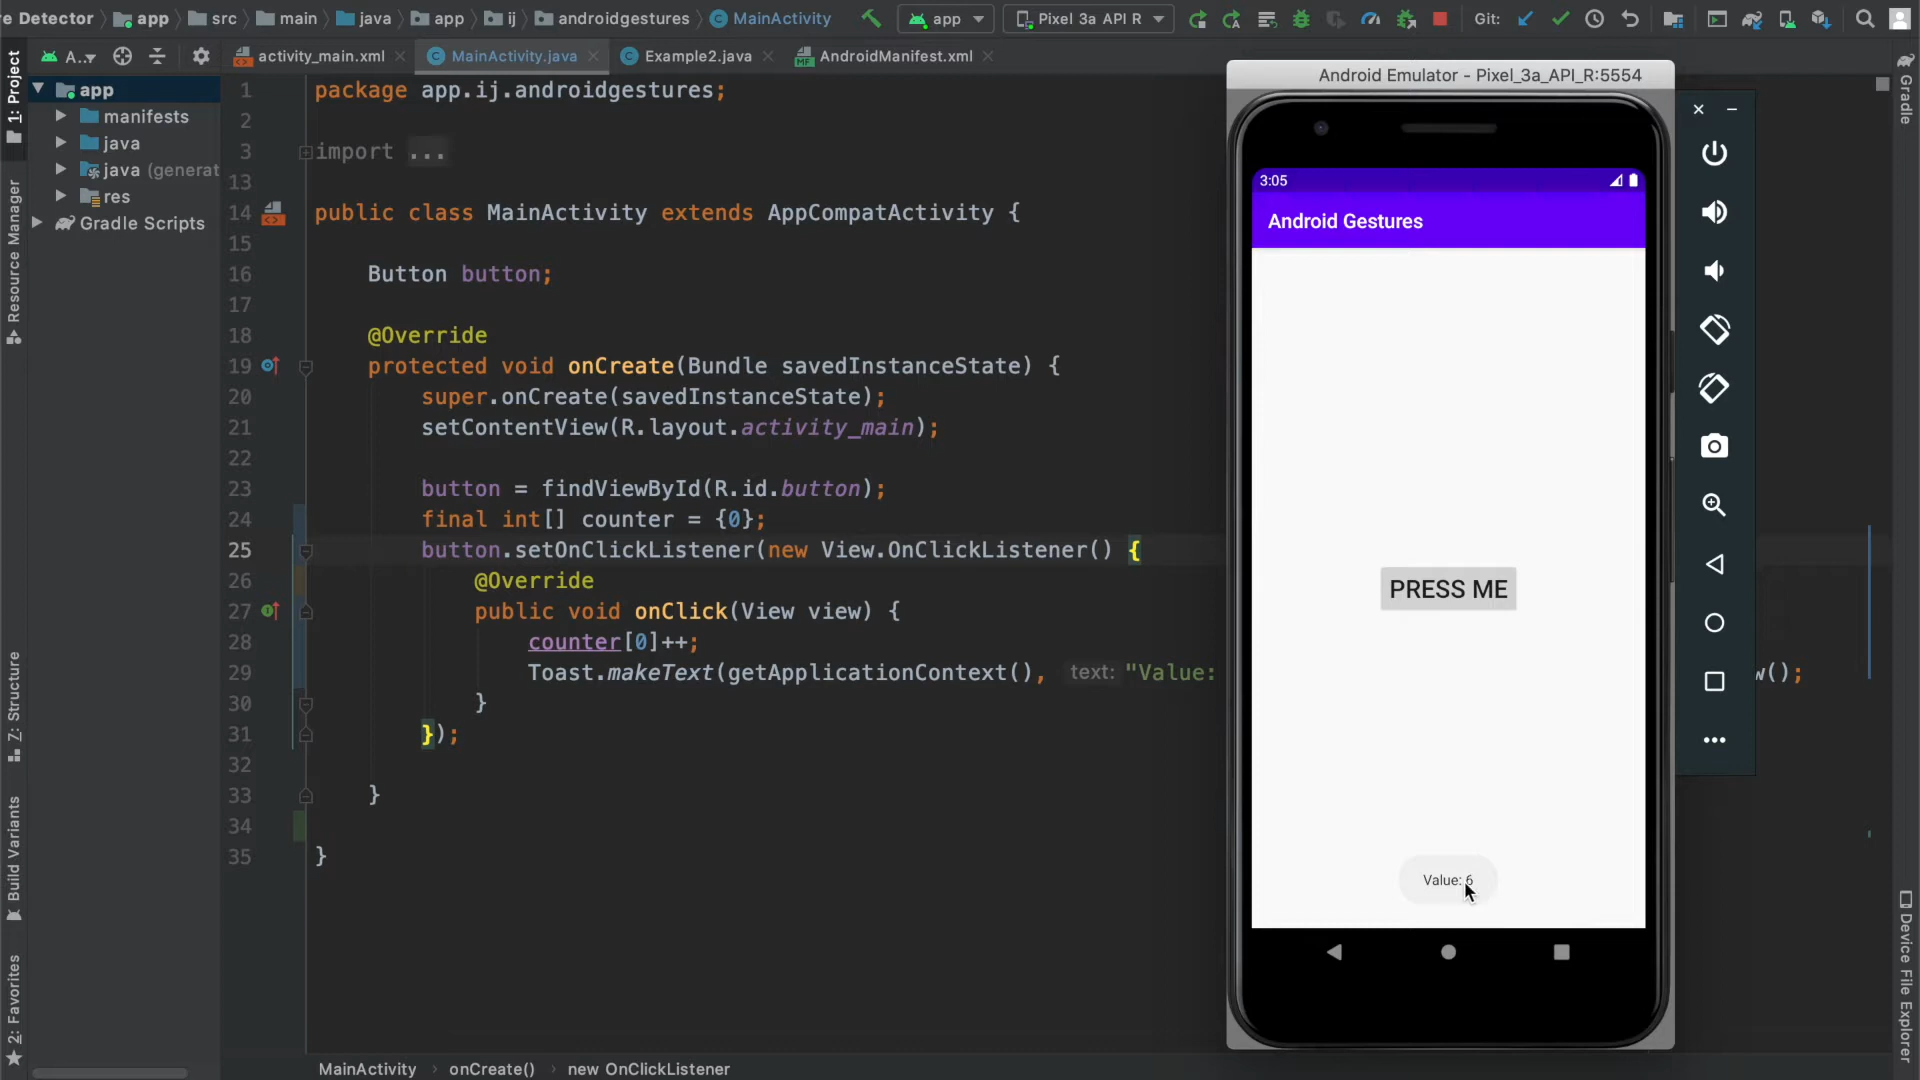 re Detector
app
src
main
java
app
ij
androidgestures
MainActivity
app
Pixel 3a API R
Git:
A..
activity_main.xml
MainActivity.java
Example2.java
AndroidManifest.xml
1: Project
Resource Manager
Z: Structure
Build Variants
2: Favorites
app
manifests
java
java (generat
res
Gradle Scripts
1 package app.ij.androidgestures;
2
3 import ...
13
14 public class MainActivity extends AppCompatActivity {
15
16 Button button;
17
18 @Override
19 protected void onCreate(Bundle savedInstanceState) {
20 super.onCreate(savedInstanceState);
21 setContentView(R.layout.activity_main);
22
23 button = findViewById(R.id.button);
24 final int[] counter = {0};
25 button.setOnClickListener(new View.OnClickListener() {
26 @Override
27 public void onClick(View view) {
28 counter[0]++;
29 Toast.makeText(getApplicationContext(), text: "Value: w();
30 }
31 });
32
33 }
34
35 }
MainActivity
onCreate()
new OnClickListener
Android Emulator - Pixel_3a_API_R:5554
3:05
Android Gestures
PRESS ME
Value: 6
Gradle
Device File Explorer